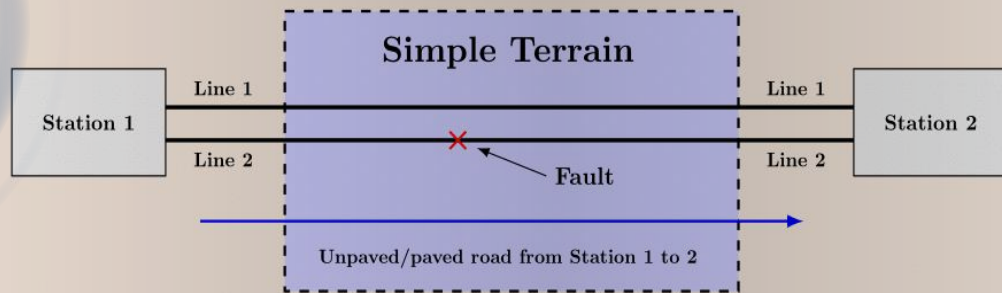 Simple Terrain
Line 1
Line 1
Station 1
Station 2
Line 2
Line 2
Fault
Unpaved/paved road from Station 1 to 2